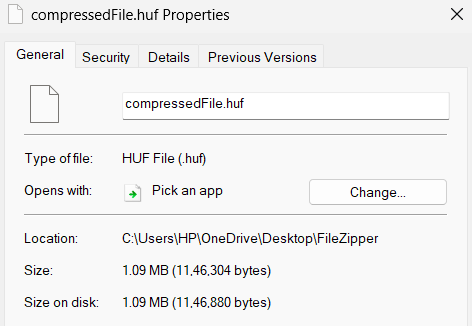 compressedFile.huf Properties
General Security Details Previous Versions
compressedFile.huf
Type of file: HUF File (.huf)
Opens with: Pick an app Change...
Location: C:\Users\HP\OneDrive\Desktop\FileZipper
Size: 1.09 MB (11,46,304 bytes)
Size on disk: 1.09 MB (11,46,880 bytes)